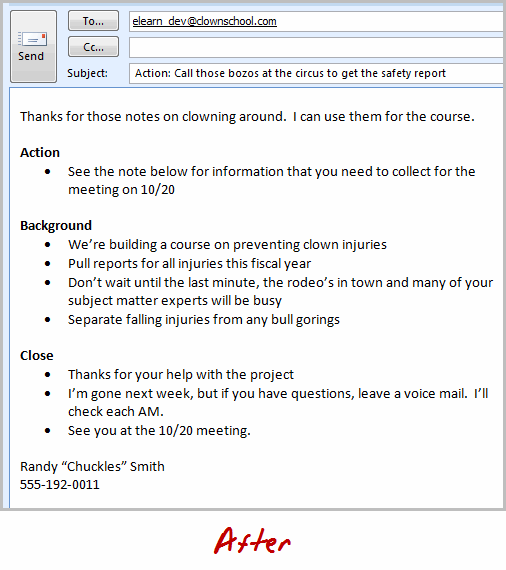 To...
elearn_dev@clownschool.com
Send
Cc...
Subject:
Action: Call those bozos at the circus to get the safety report
Thanks for those notes on clowning around.  I can use them for the course.
Action
• See the note below for information that you need to collect for the
meeting on 10/20
Background
• We’re building a course on preventing clown injuries
• Pull reports for all injuries this fiscal year
• Don’t wait until the last minute, the rodeo’s in town and many of your
subject matter experts will be busy
• Separate falling injuries from any bull gorings
Close
• Thanks for your help with the project
• I’m gone next week, but if you have questions, leave a voice mail.  I’ll
check each AM.
• See you at the 10/20 meeting.
Randy “Chuckles” Smith
555-192-0011
After